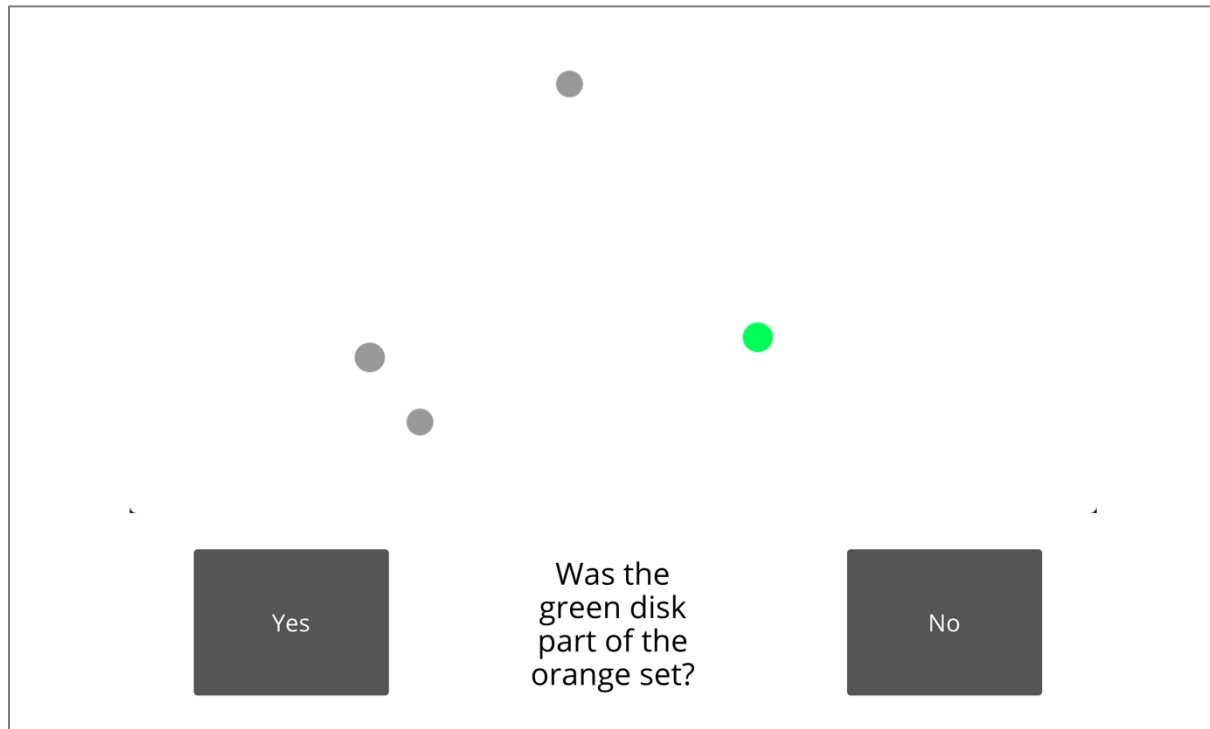 Was the
green disk
part of the
orange set?
Yes
No